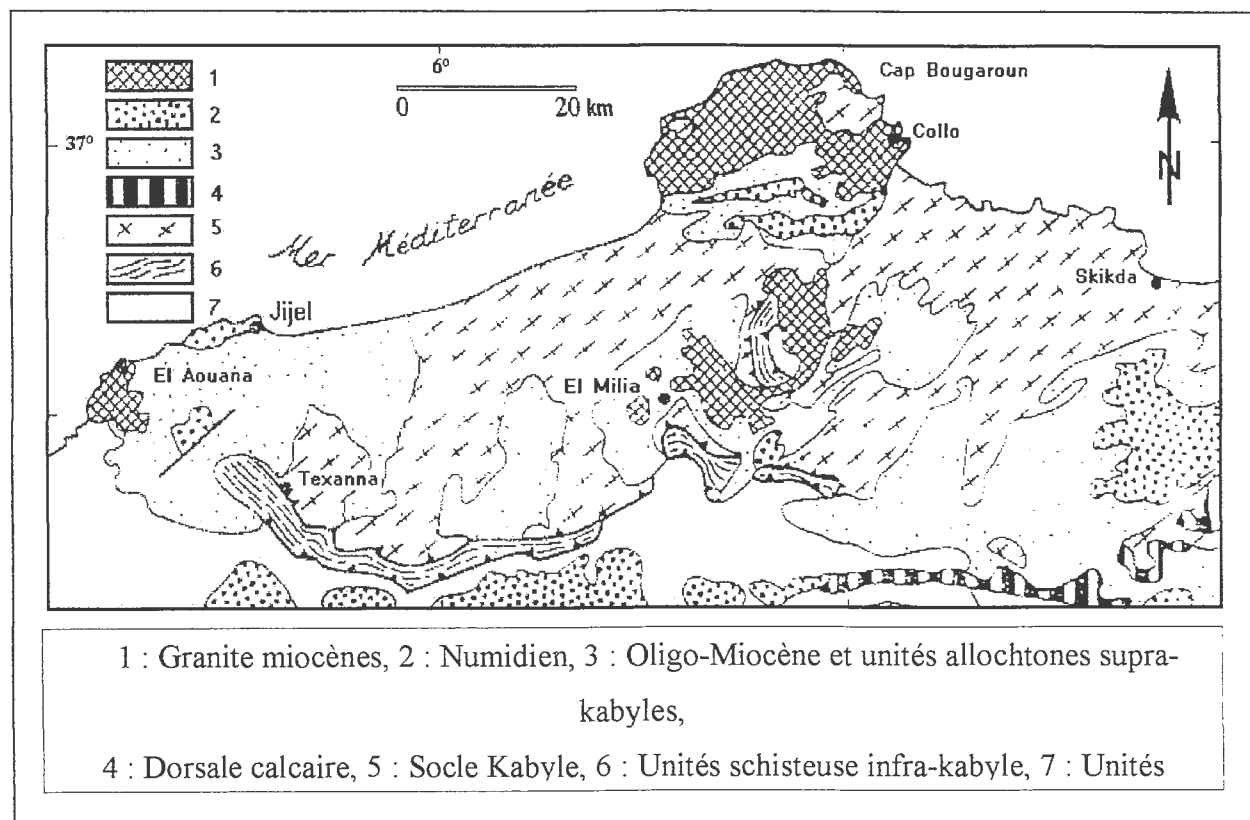 6°
Cap Bougaroun
0 20 km
Collo
37°
N
Mer Méditerranée
1
2
3
4
5
6
7
Skikda
Jijel
El Aouana
El Milia
Texanna
1 : Granite miocènes, 2 : Numidien, 3 : Oligo-Miocène et unités allochtones supra-
kabyles,
4 : Dorsale calcaire, 5 : Socle Kabyle, 6 : Unités schisteuse infra-kabyle, 7 : Unités